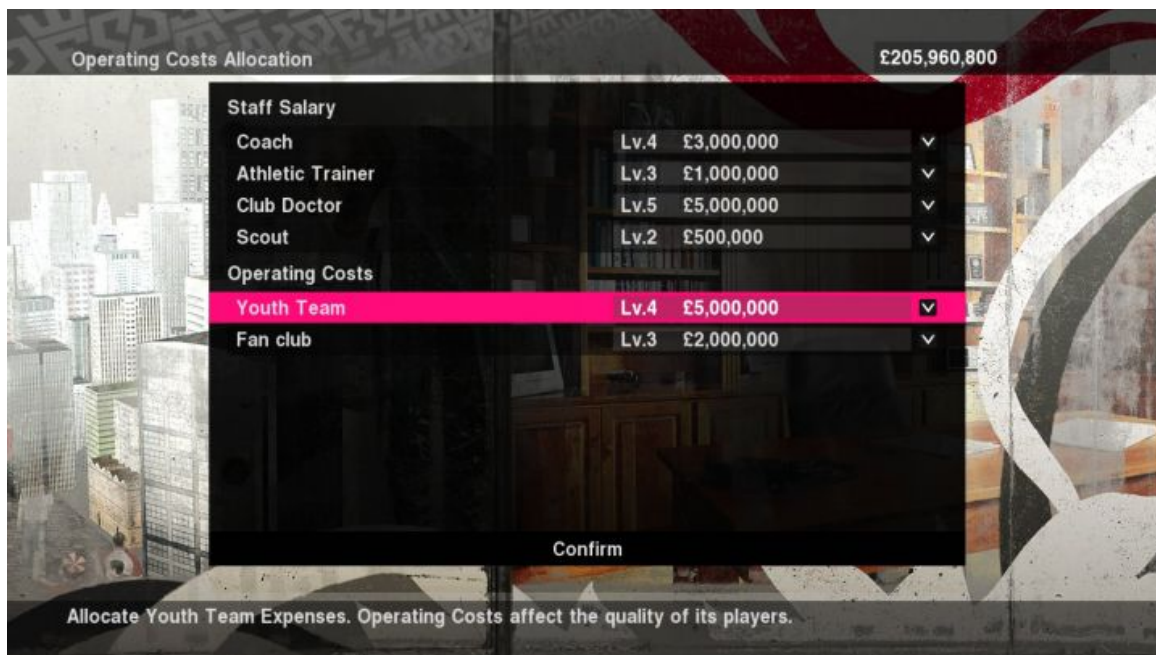 Operating Costs Allocation £205,960,800
Staff Salary
Coach Lv.4 £3,000,000
Athletic Trainer Lv.3 £1,000,000
Club Doctor Lv.5 £5,000,000
Scout Lv.2 £500,000
Operating Costs
Youth Team Lv.4 £5,000,000
Fan club Lv.3 £2,000,000
Confirm
Allocate Youth Team Expenses. Operating Costs affect the quality of its players.